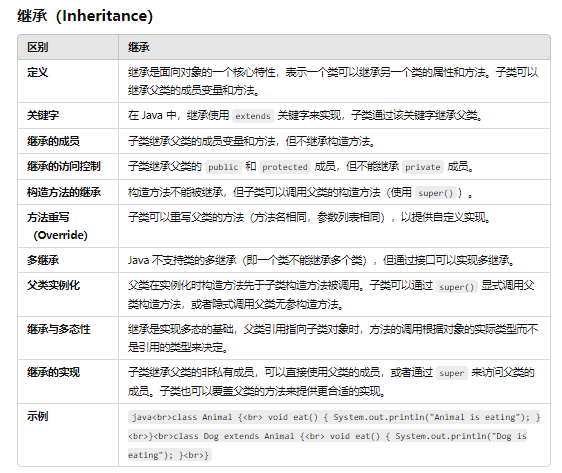 继承（Inheritance）
区别 继承
定义 继承是面向对象的一个核心特性，表示一个类可以继承另一个类的属性和方法。子类可以
继承父类的成员变量和方法。
关键字 在 Java 中，继承使用 extends 关键字来实现，子类通过该关键字继承父类。
继承的成员 子类继承父类的成员变量和方法，但不继承构造方法。
继承的访问控制 子类继承父类的 public 和 protected 成员，但不能继承 private 成员。
构造方法的继承 构造方法不能被继承，但子类可以调用父类的构造方法（使用 super()）。
方法重写 子类可以重写父类的方法（方法名相同，参数列表相同），以提供自定义实现。
（Override）
多继承 Java 不支持类的多继承（即一个类不能继承多个类），但通过接口可以实现多继承。
父类实例化 父类在实例化时构造方法先于子类构造方法被调用。子类可以通过 super() 显式调用父
类构造方法，或者隐式调用父类无参构造方法。
继承与多态性 继承是实现多态的基础，父类引用指向子类对象时，方法的调用根据对象的实际类型而不
是引用的类型来决定。
继承的实现 子类继承父类的非私有成员，可以直接使用父类的成员，或者通过 super 来访问父类的
成员。子类也可以覆盖父类的方法来提供更合适的实现。
示例 java<br>class Animal {<br> void eat() { System.out.println("Animal is eating"); }
<br>}<br>class Dog extends Animal {<br> void eat() { System.out.println("Dog is
eating"); }<br>}